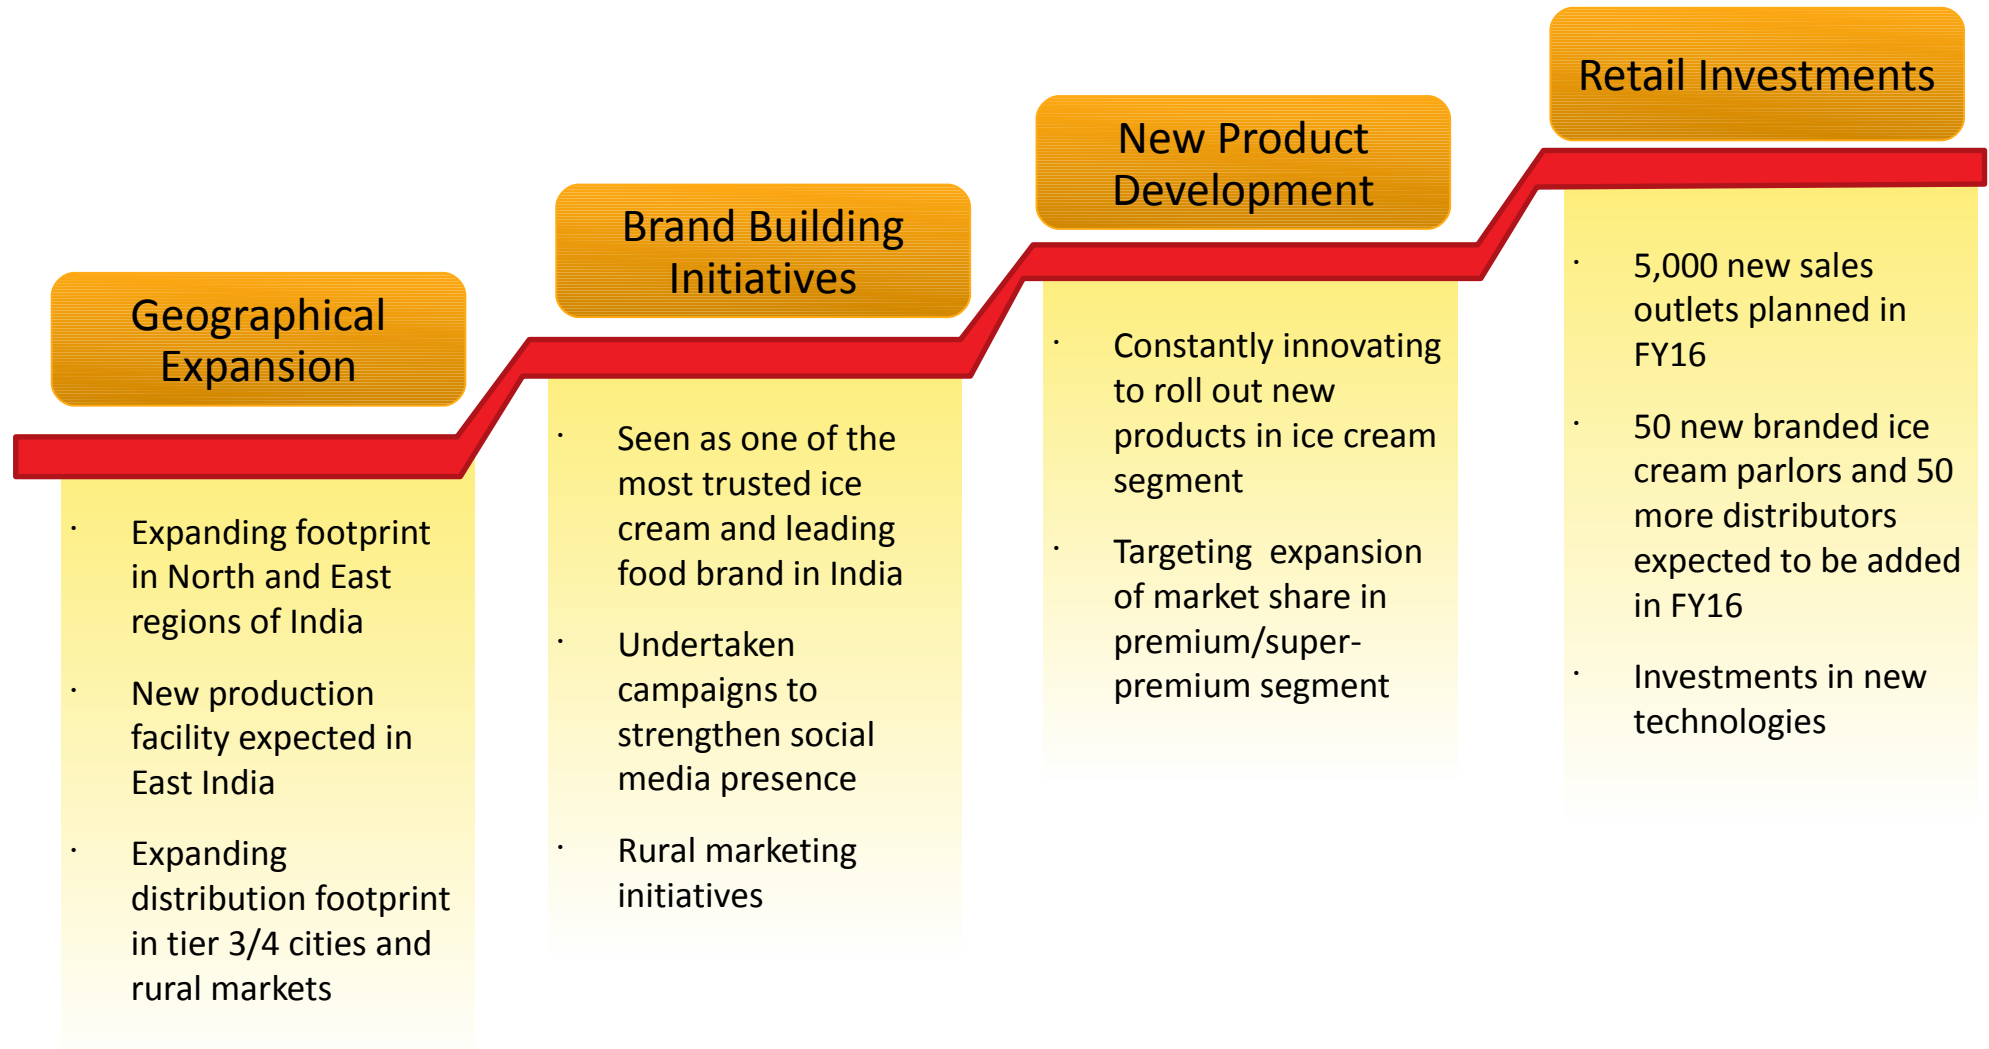 Geographical
Expansion
· Expanding footprint
in North and East
regions of India
· New production
facility expected in
East India
· Expanding
distribution footprint
in tier 3/4 cities and
rural markets
Brand Building
Initiatives
· Seen as one of the
most trusted ice
cream and leading
food brand in India
· Undertaken
campaigns to
strengthen social
media presence
· Rural marketing
initiatives
New Product
Development
· Constantly innovating
to roll out new
products in ice cream
segment
· Targeting  expansion
of market share in
premium/super-
premium segment
Retail Investments
· 5,000 new sales
outlets planned in
FY16
· 50 new branded ice
cream parlors and 50
more distributors
expected to be added
in FY16
· Investments in new
technologies